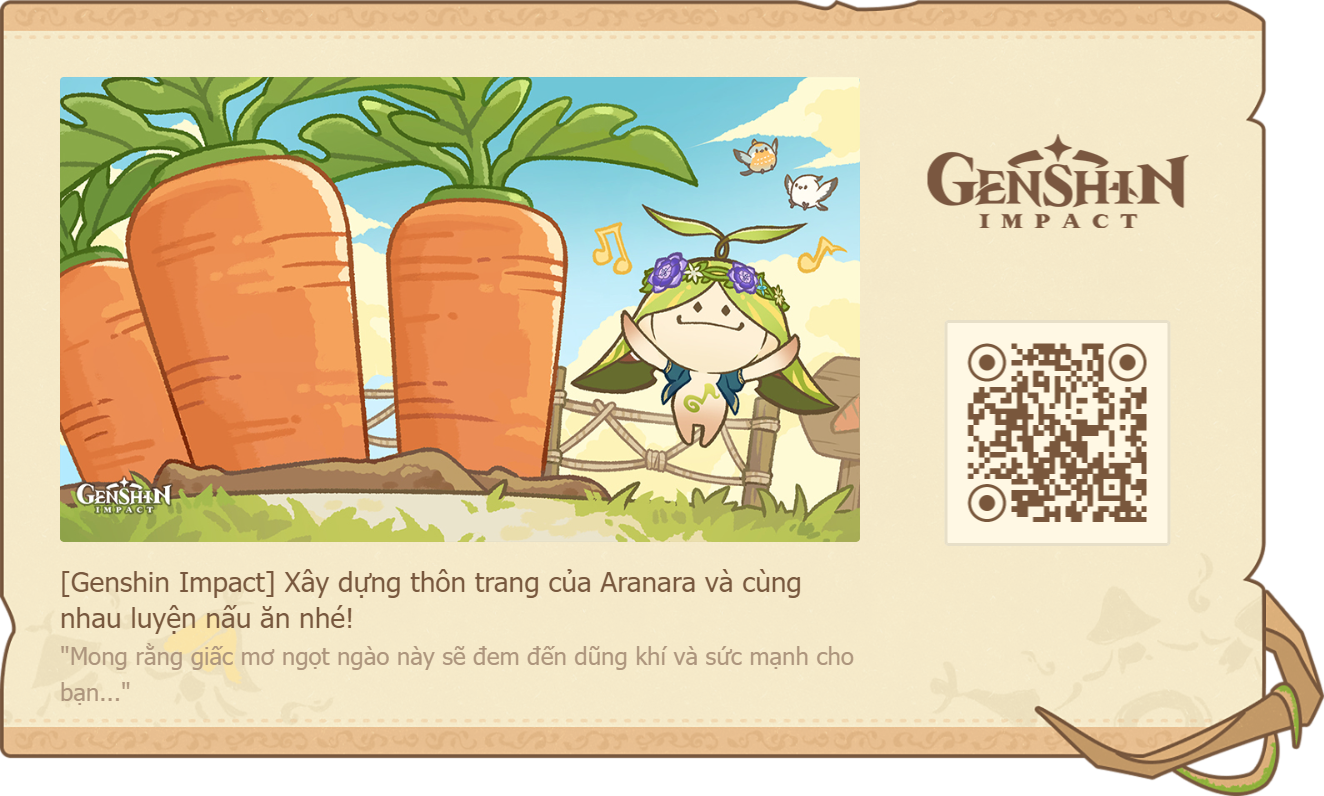 GENSHIN
IMPACT
GENSHIN
IMPACT
[Genshin Impact] Xây dựng thôn trang của Aranara và cùng
nhau luyện nấu ăn nhé!
"Mong rằng giấc mơ ngọt ngào này sẽ đem đến dũng khí và sức mạnh cho
bạn..."